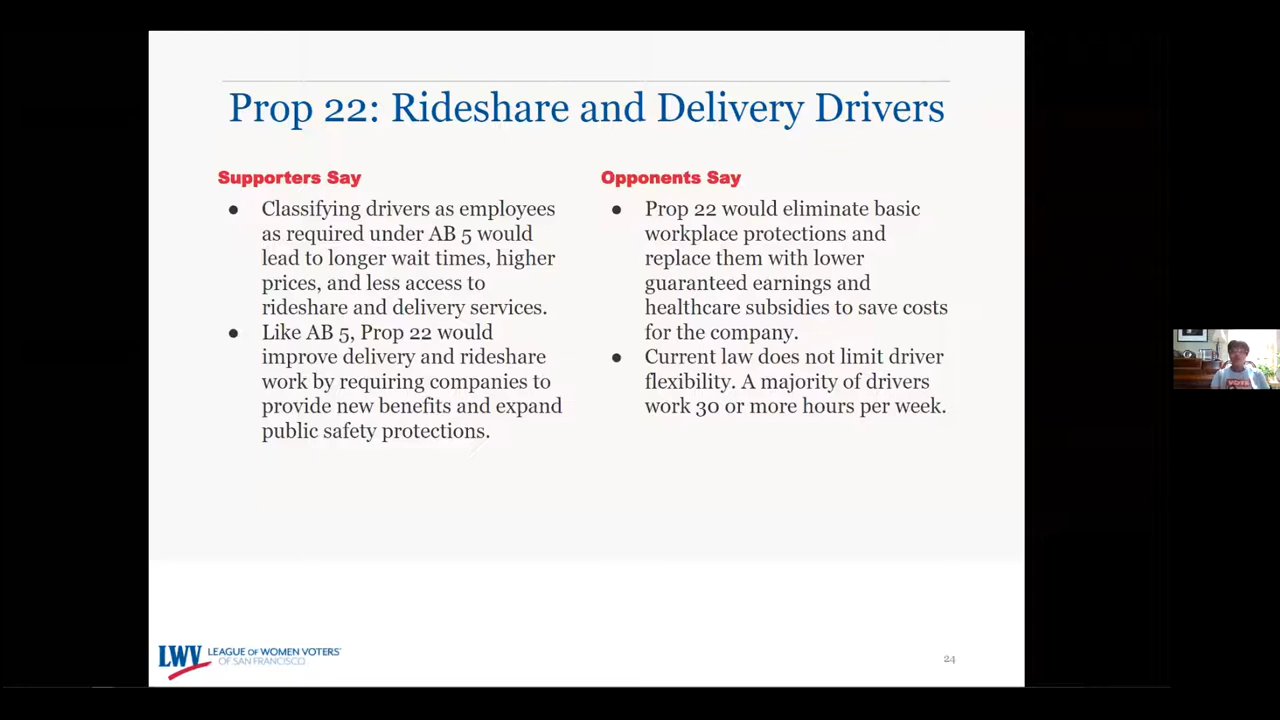 Prop 22: Rideshare and Delivery Drivers
Supporters Say
● Classifying drivers as employees
as required under AB 5 would
lead to longer wait times, higher
prices, and less access to
rideshare and delivery services.
● Like AB 5, Prop 22 would
improve delivery and rideshare
work by requiring companies to
provide new benefits and expand
public safety protections.
Opponents Say
● Prop 22 would eliminate basic
workplace protections and
replace them with lower
guaranteed earnings and
healthcare subsidies to save costs
for the company.
● Current law does not limit driver
flexibility. A majority of drivers
work 30 or more hours per week.
LWV LEAGUE OF WOMEN VOTERS®
OF SAN FRANCISCO
24
VOTE